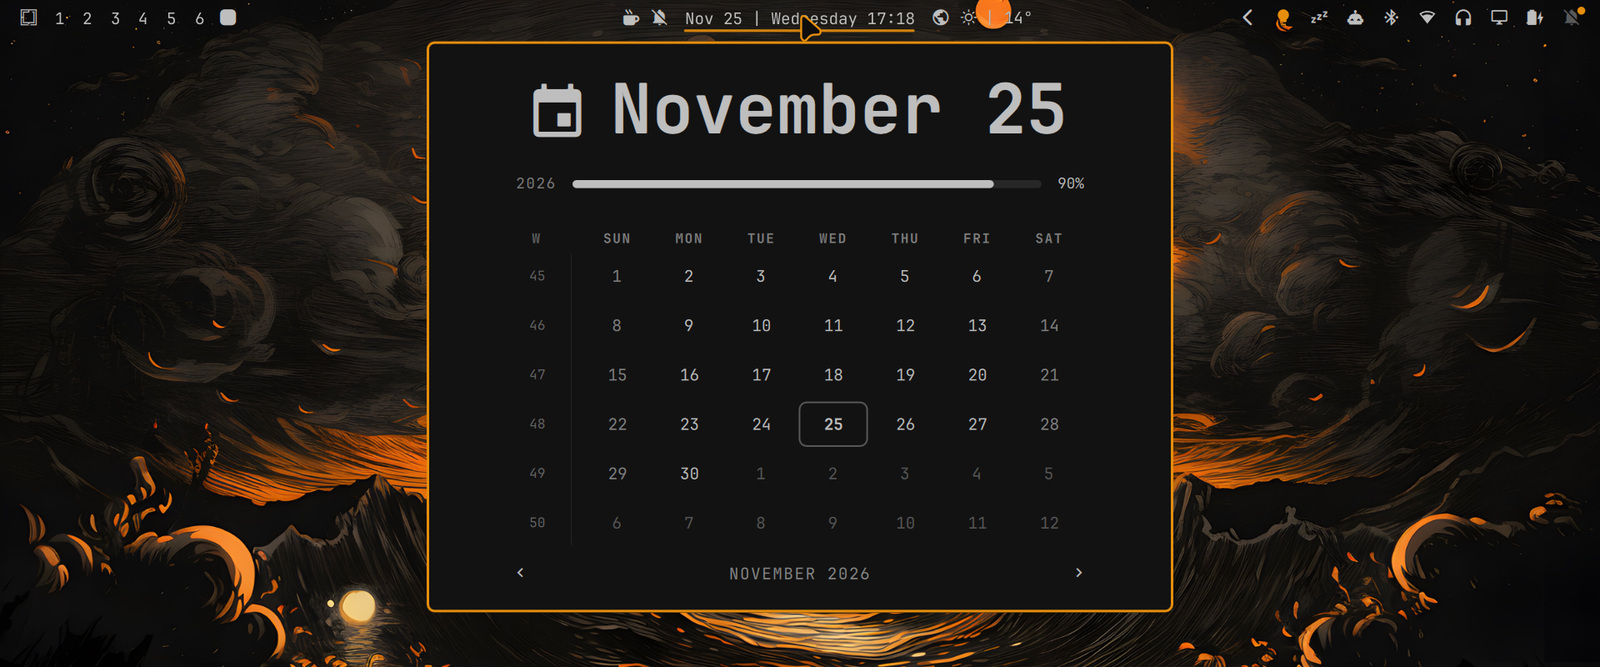 1 2 3 4 5 6
Nov 25 | Wednesday 17:18
14°
zzz
November 25
2026 90%
W SUN MON TUE WED THU FRI SAT
45 1 2 3 4 5 6 7
46 8 9 10 11 12 13 14
47 15 16 17 18 19 20 21
48 22 23 24 25 26 27 28
49 29 30 1 2 3 4 5
50 6 7 8 9 10 11 12
NOVEMBER 2026